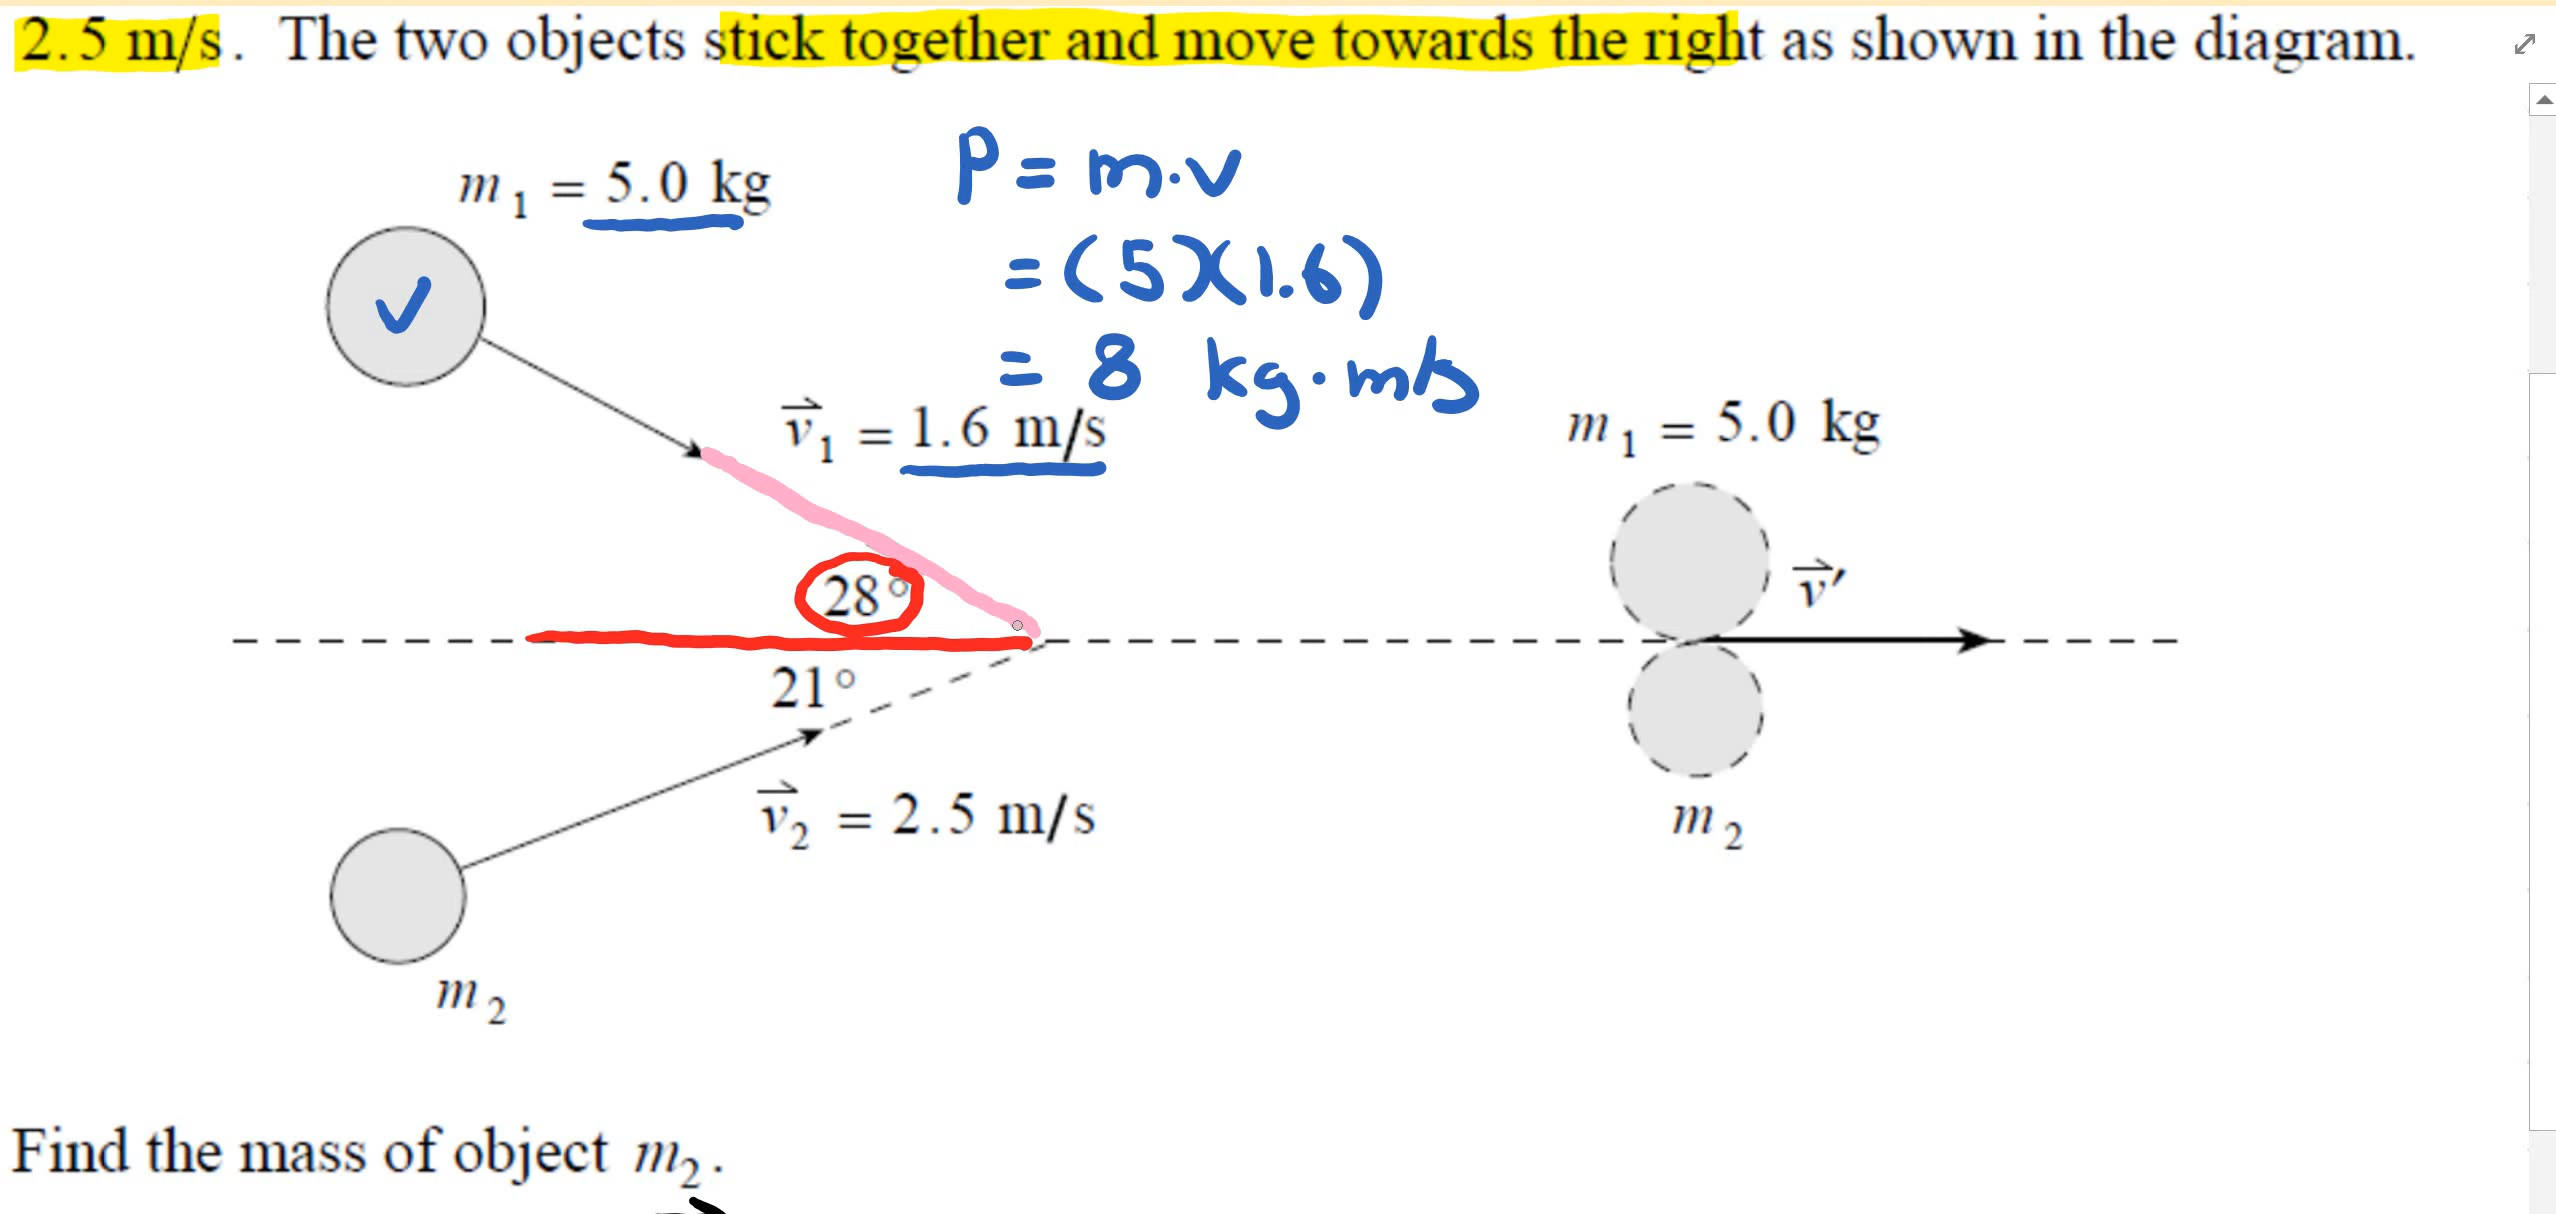 2.5 m/s. The two objects stick together and move towards the right as shown in the diagram.
m₁ = 5.0 kg
P = m·v
= (5)(1.6)
= 8 kg·m/s
v⃗₁ = 1.6 m/s
m₁ = 5.0 kg
28°
v⃗′
21°
v⃗₂ = 2.5 m/s
m₂
m₂
Find the mass of object m₂.